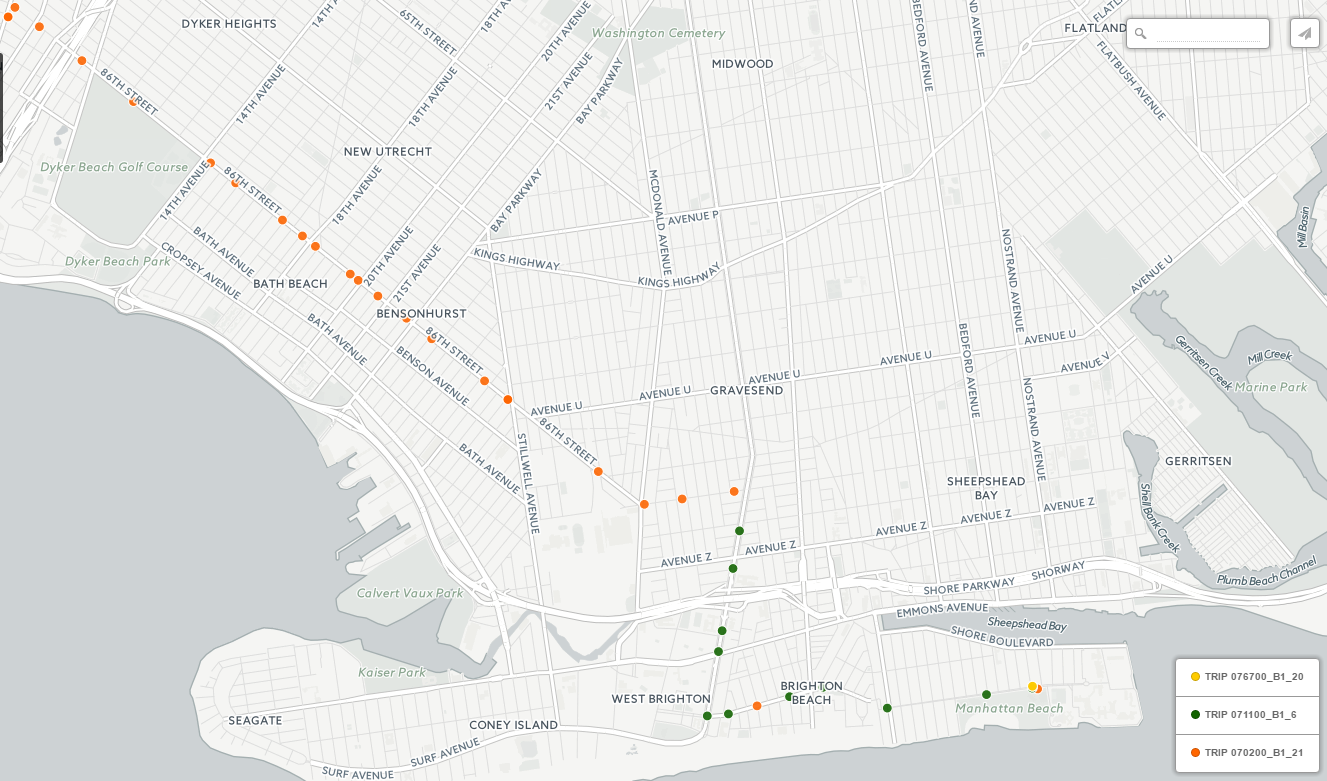 DYKER HEIGHTS
14TH AVENUE
65TH STREET
18TH AVENUE
20TH AVENUE
Washington Cemetery
BEDFORD AVENUE
NOSTRAND AVENUE
FLATLAND
FLATBUSH AVENUE
MIDWOOD
86TH STREET
14TH AVENUE
18TH AVENUE
21ST AVENUE
BAY PARKWAY
NEW UTRECHT
Dyker Beach Golf Course
14TH AVENUE
86TH STREET
18TH AVENUE
BAY PARKWAY
MCDONALD AVENUE
AVENUE P
Mill Basin
BATH AVENUE
CROPSEY AVENUE
Dyker Beach Park
20TH AVENUE
21ST AVENUE
KINGS HIGHWAY
KINGS HIGHWAY
NOSTRAND AVENUE
AVENUE U
BATH BEACH
BENSONHURST
BATH AVENUE
86TH STREET
BENSON AVENUE
BEDFORD AVENUE
AVENUE U
AVENUE U
AVENUE V
Gerritsen Creek
Mill Creek
Marine Park
AVENUE U
AVENUE U
AVENUE U
GRAVESEND
NOSTRAND AVENUE
86TH STREET
STILLWELL AVENUE
BATH AVENUE
GERRITSEN
SHEEPSHEAD
BAY
Shell Bank Creek
AVENUE Z
AVENUE Z
AVENUE Z
AVENUE Z
AVENUE Z
Plumb Beach Channel
SHORE PARKWAY
SHORWAY
Calvert Vaux Park
EMMONS AVENUE
Sheepshead Bay
SHORE BOULEVARD
Kaiser Park
WEST BRIGHTON
BRIGHTON
BEACH
Manhattan Beach
SEAGATE
CONEY ISLAND
SURF AVENUE
SURF AVENUE
TRIP 076700_B1_20
TRIP 071100_B1_6
TRIP 070200_B1_21